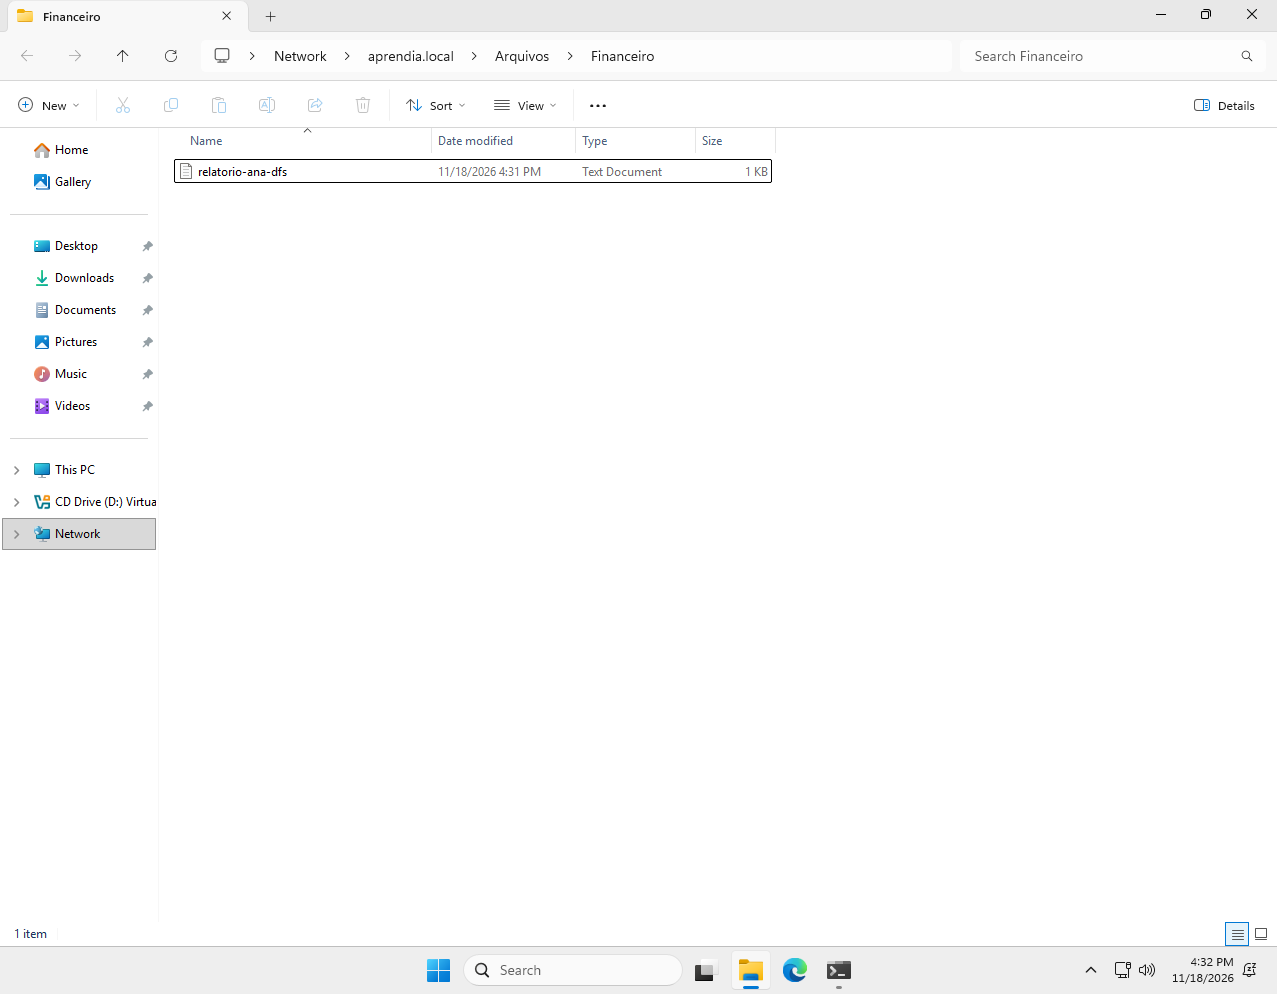 Financeiro
Network
aprendia.local
Arquivos
Financeiro
Search Financeiro
New
Sort
View
Details
Name
Date modified
Type
Size
relatorio-ana-dfs
11/18/2026 4:31 PM
Text Document
1 KB
Home
Gallery
Desktop
Downloads
Documents
Pictures
Music
Videos
This PC
CD Drive (D:) Virtua
Network
1 item
Search
4:32 PM
11/18/2026